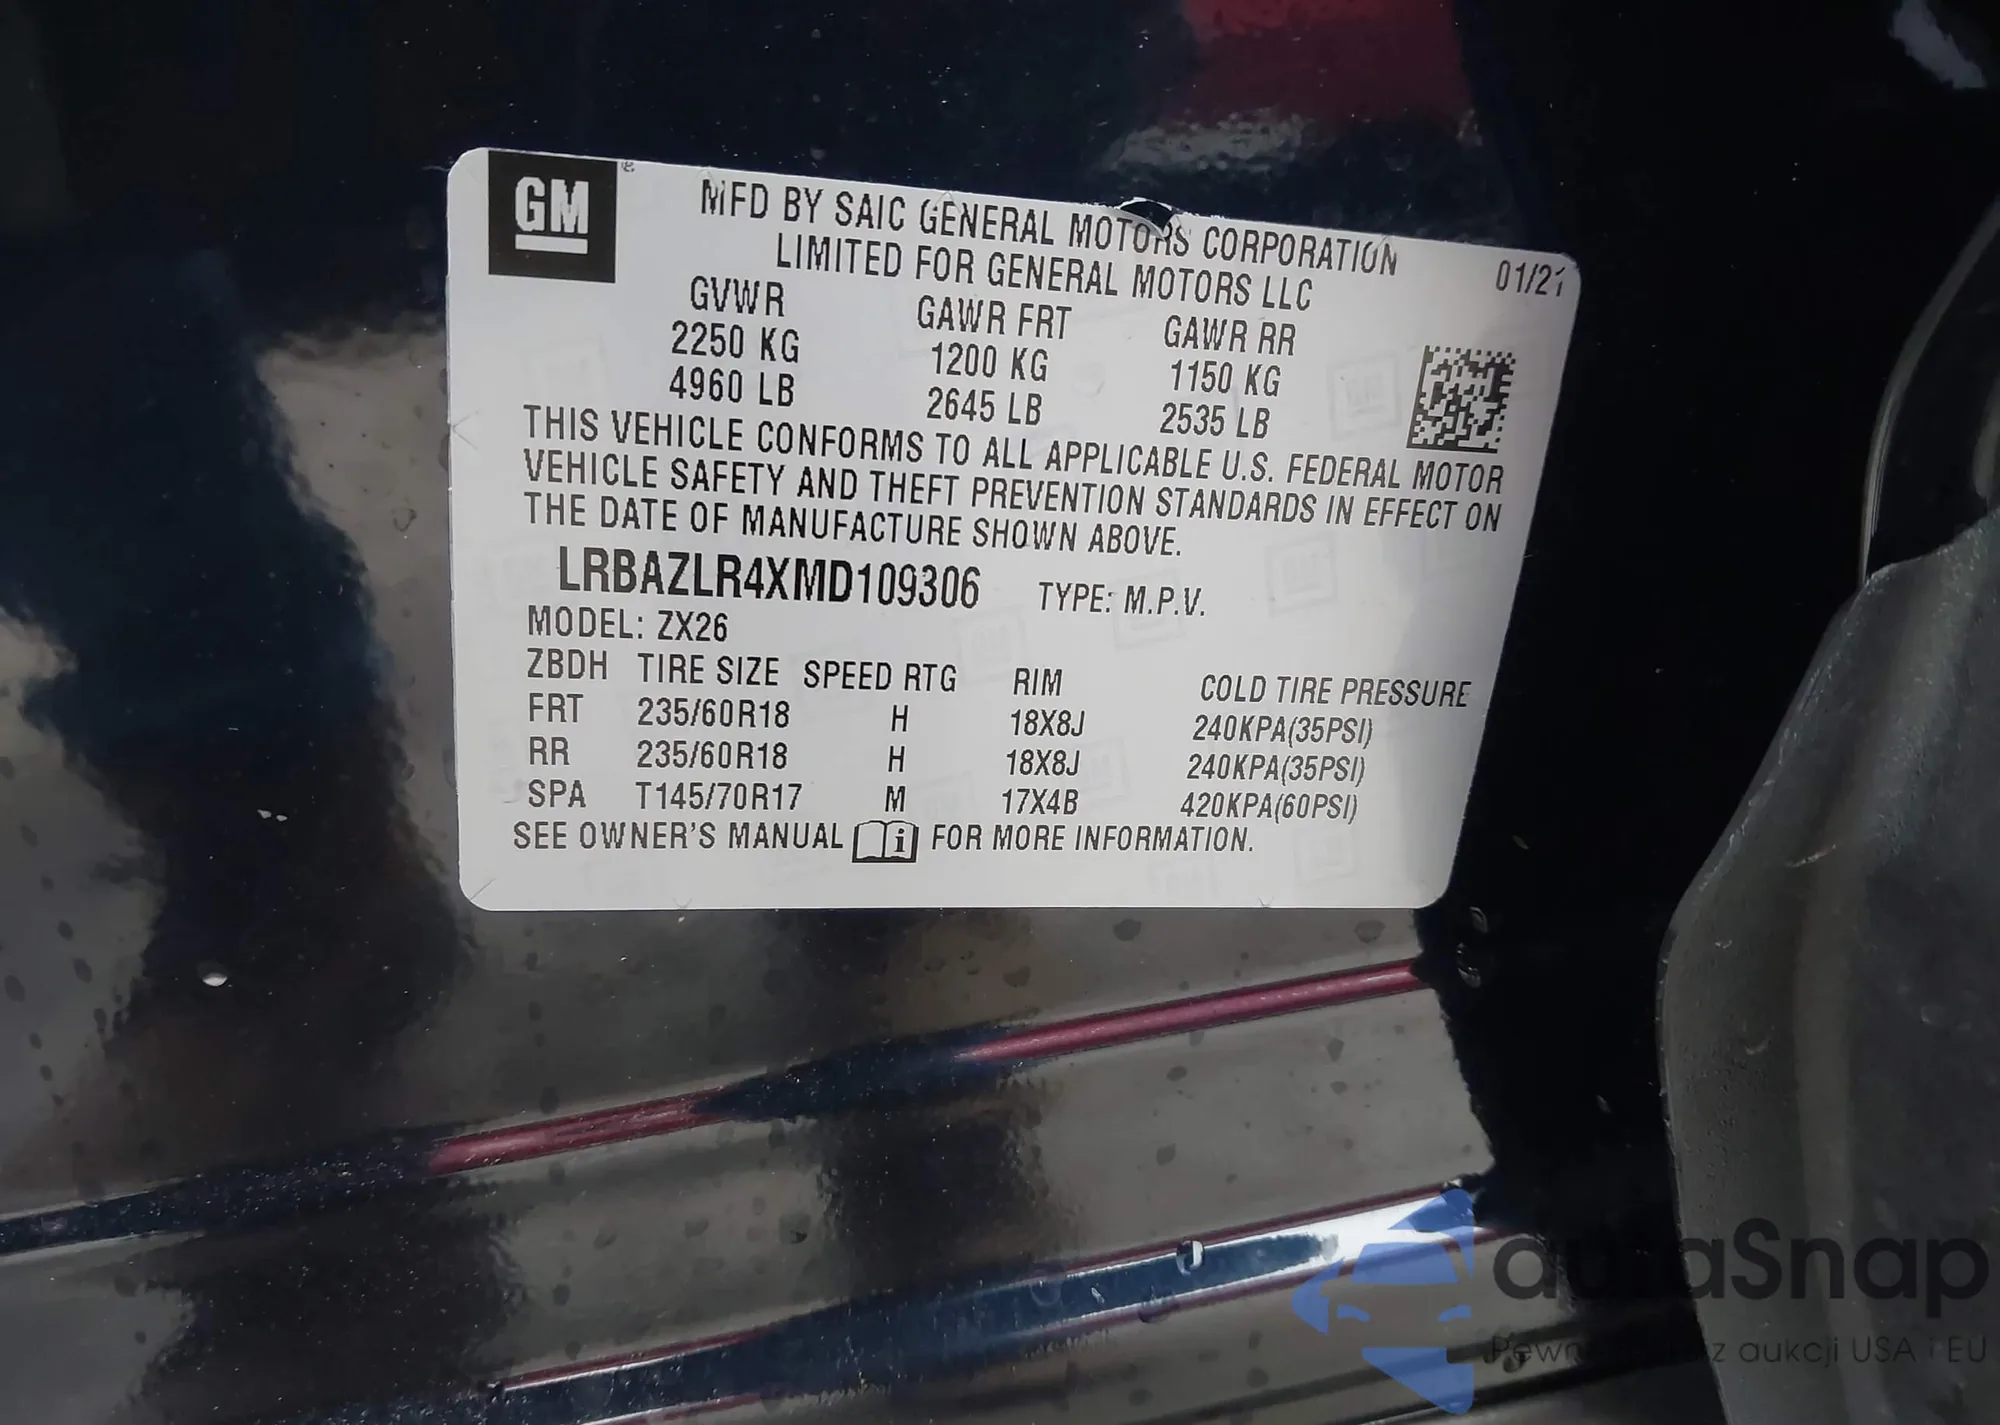 GM
MFD BY SAIC GENERAL MOTORS CORPORATION
LIMITED FOR GENERAL MOTORS LLC
01/21
GVWR GAWR FRT GAWR RR
2250 KG 1200 KG 1150 KG
4960 LB 2645 LB 2535 LB
THIS VEHICLE CONFORMS TO ALL APPLICABLE U.S. FEDERAL MOTOR
VEHICLE SAFETY AND THEFT PREVENTION STANDARDS IN EFFECT ON
THE DATE OF MANUFACTURE SHOWN ABOVE.
LRBAZLR4XMD109306 TYPE: M.P.V.
MODEL: ZX26
ZBDH TIRE SIZE SPEED RTG RIM COLD TIRE PRESSURE
FRT 235/60R18 H 18X8J 240KPA(35PSI)
RR 235/60R18 H 18X8J 240KPA(35PSI)
SPA T145/70R17 M 17X4B 420KPA(60PSI)
SEE OWNER'S MANUAL FOR MORE INFORMATION.
autaSnap
z aukcji USA i EU